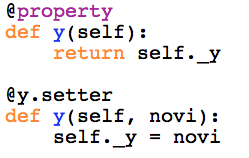 @property
def y(self):
    return self._y

@y.setter
def y(self, novi):
    self._y = novi